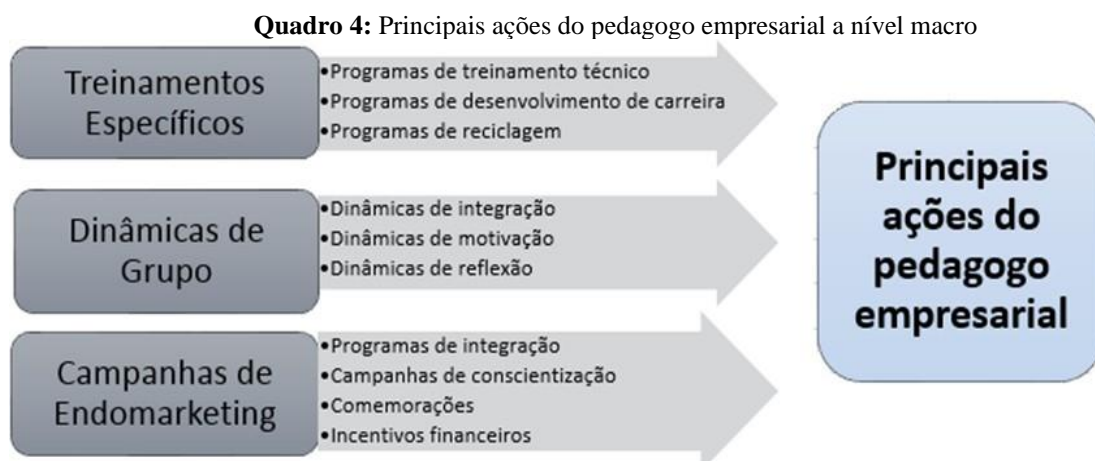 Quadro 4: Principais ações do pedagogo empresarial a nível macro
Treinamentos
Específicos
•Programas de treinamento técnico
•Programas de desenvolvimento de carreira
•Programas de reciclagem
Dinâmicas de
Grupo
•Dinâmicas de integração
•Dinâmicas de motivação
•Dinâmicas de reflexão
Campanhas de
Endomarketing
•Programas de integração
•Campanhas de conscientização
•Comemorações
•Incentivos financeiros
Principais
ações do
pedagogo
empresarial